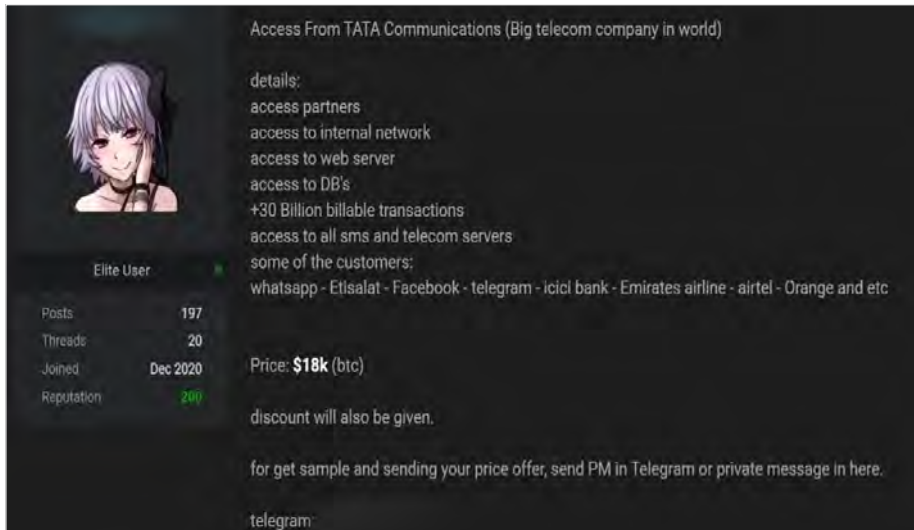 Access From TATA Communications (Big telecom company in world)
details:
access partners
access to internal network
access to web server
access to DB's
+30 Billion billable transactions
access to all sms and telecom servers
some of the customers:
whatsapp - Etisalat - Facebook - telegram - icici bank - Emirates airline - airtel - Orange and etc
Elite User
Posts 197
Threads 20
Joined Dec 2020
Reputation 200
Price: $18k (btc)
discount will also be given.
for get sample and sending your price offer, send PM in Telegram or private message in here.
telegram